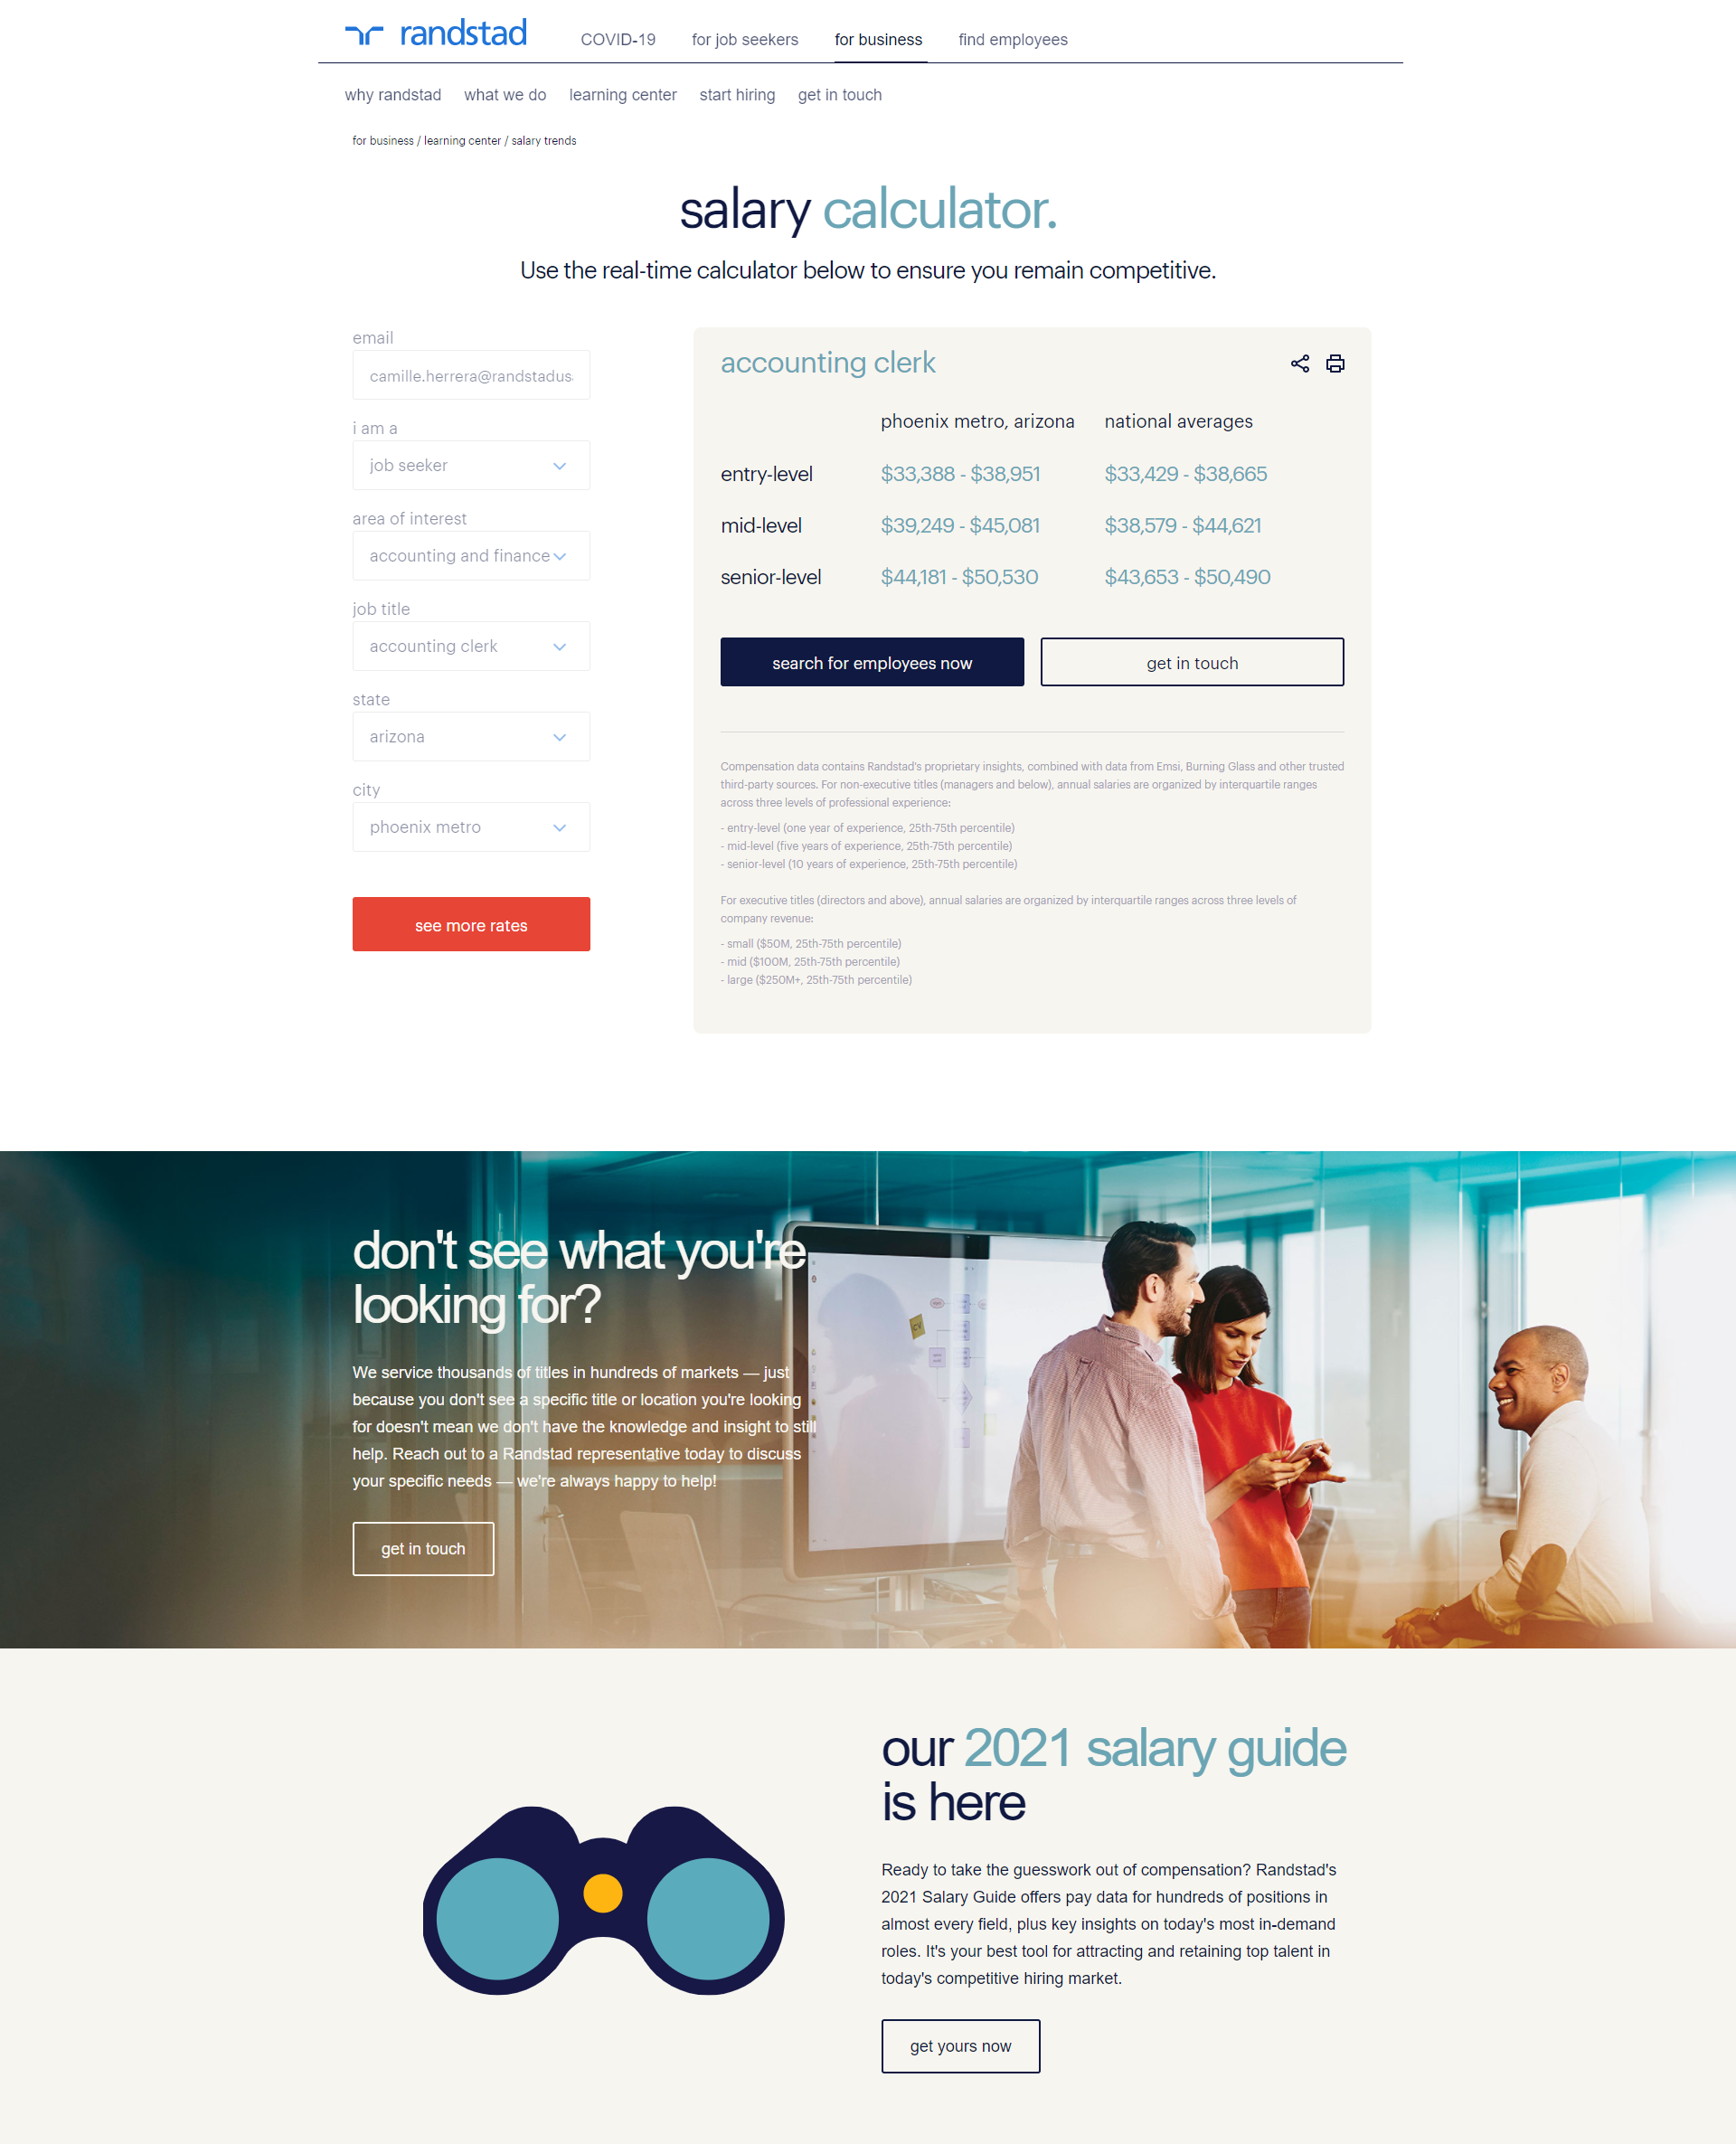 randstad
COVID-19 for job seekers for business find employees
why randstad what we do learning center start hiring get in touch
for business / learning center / salary trends
salary calculator.
Use the real-time calculator below to ensure you remain competitive.
email
camille.herrera@randstadus.
i am a
job seeker
area of interest
accounting and finance
job title
accounting clerk
state
arizona
city
phoenix metro
see more rates
accounting clerk
phoenix metro, arizona national averages
entry-level $33,388 - $38,951 $33,429 - $38,665
mid-level $39,249 - $45,081 $38,579 - $44,621
senior-level $44,181 - $50,530 $43,653 - $50,490
search for employees now get in touch
Compensation data contains Randstad's proprietary insights, combined with data from Emsi, Burning Glass and other trusted
third-party sources. For non-executive titles (managers and below), annual salaries are organized by interquartile ranges
across three levels of professional experience:
- entry-level (one year of experience, 25th-75th percentile)
- mid-level (five years of experience, 25th-75th percentile)
- senior-level (10 years of experience, 25th-75th percentile)
For executive titles (directors and above), annual salaries are organized by interquartile ranges across three levels of
company revenue:
- small ($50M, 25th-75th percentile)
- mid ($100M, 25th-75th percentile)
- large ($250M+, 25th-75th percentile)
don't see what you're
looking for?
We service thousands of titles in hundreds of markets — just
because you don't see a specific title or location you're looking
for doesn't mean we don't have the knowledge and insight to still
help. Reach out to a Randstad representative today to discuss
your specific needs — we're always happy to help!
get in touch
CV
our 2021 salary guide
is here
Ready to take the guesswork out of compensation? Randstad's
2021 Salary Guide offers pay data for hundreds of positions in
almost every field, plus key insights on today's most in-demand
roles. It's your best tool for attracting and retaining top talent in
today's competitive hiring market.
get yours now